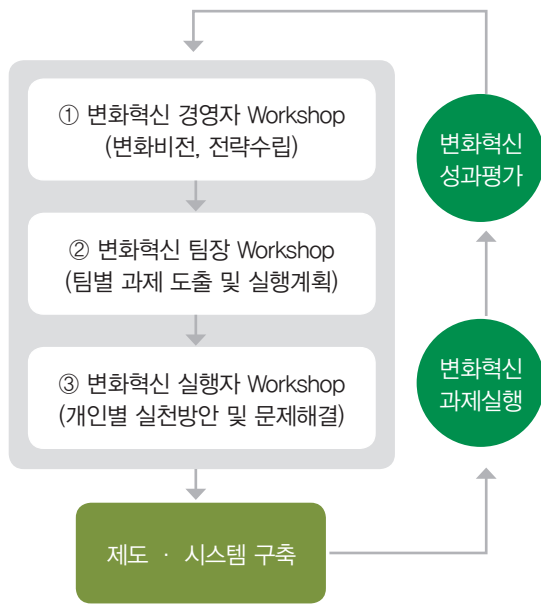 ① 변화혁신 경영자 Workshop
(변화비전, 전략수립)
② 변화혁신 팀장 Workshop
(팀별 과제 도출 및 실행계획)
③ 변화혁신 실행자 Workshop
(개인별 실천방안 및 문제해결)
제도 · 시스템 구축
변화혁신
과제실행
변화혁신
성과평가